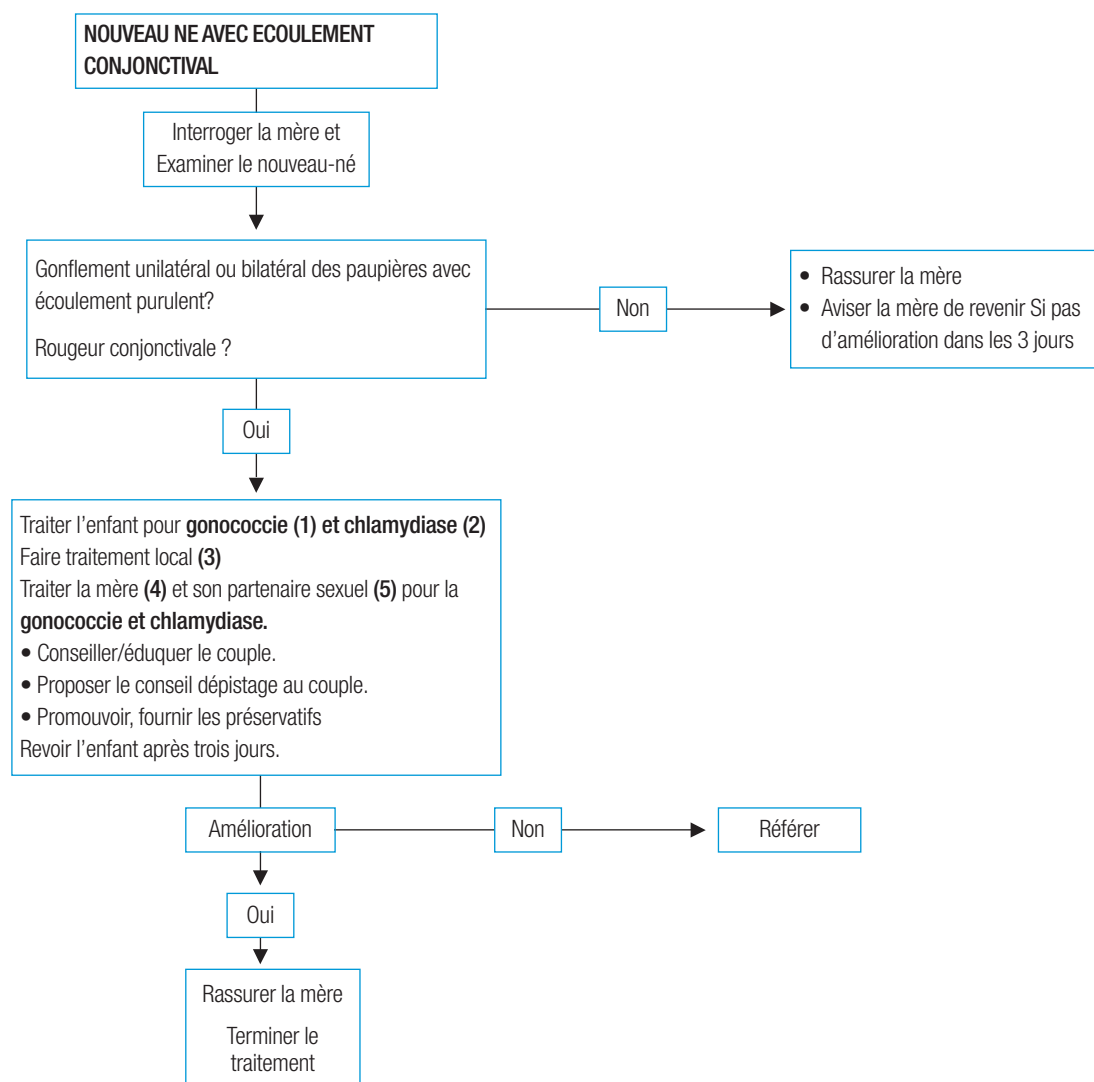 NOUVEAU NE AVEC ECOULEMENT
CONJONCTIVAL
Interroger la mère et
Examiner le nouveau-né
Gonflement unilatéral ou bilatéral des paupières avec
écoulement purulent?
Rougeur conjonctivale ?
Non
• Rassurer la mère
• Aviser la mère de revenir Si pas
d'amélioration dans les 3 jours
Oui
Traiter l'enfant pour gonococcie (1) et chlamydiase (2)
Faire traitement local (3)
Traiter la mère (4) et son partenaire sexuel (5) pour la
gonococcie et chlamydiase.
• Conseiller/éduquer le couple.
• Proposer le conseil dépistage au couple.
• Promouvoir, fournir les préservatifs
Revoir l'enfant après trois jours.
Amélioration
Non
Référer
Oui
Rassurer la mère
Terminer le
traitement